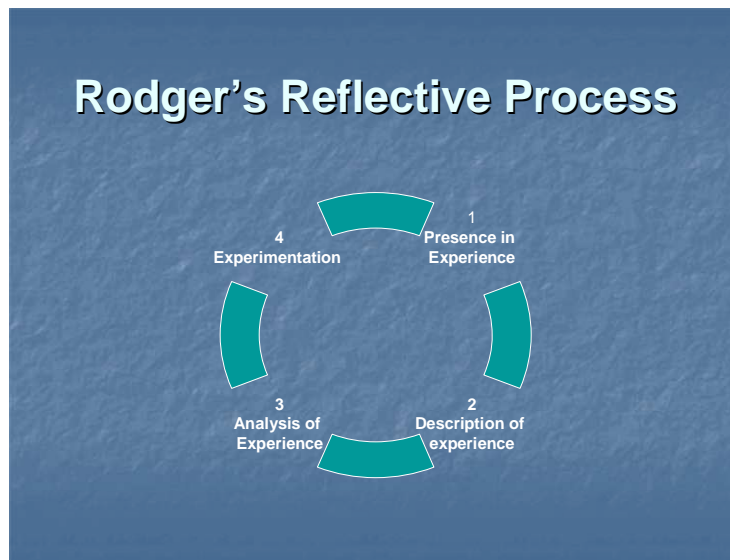 Rodger's Reflective Process
1
Presence in
Experience
2
Description of
experience
3
Analysis of
Experience
4
Experimentation